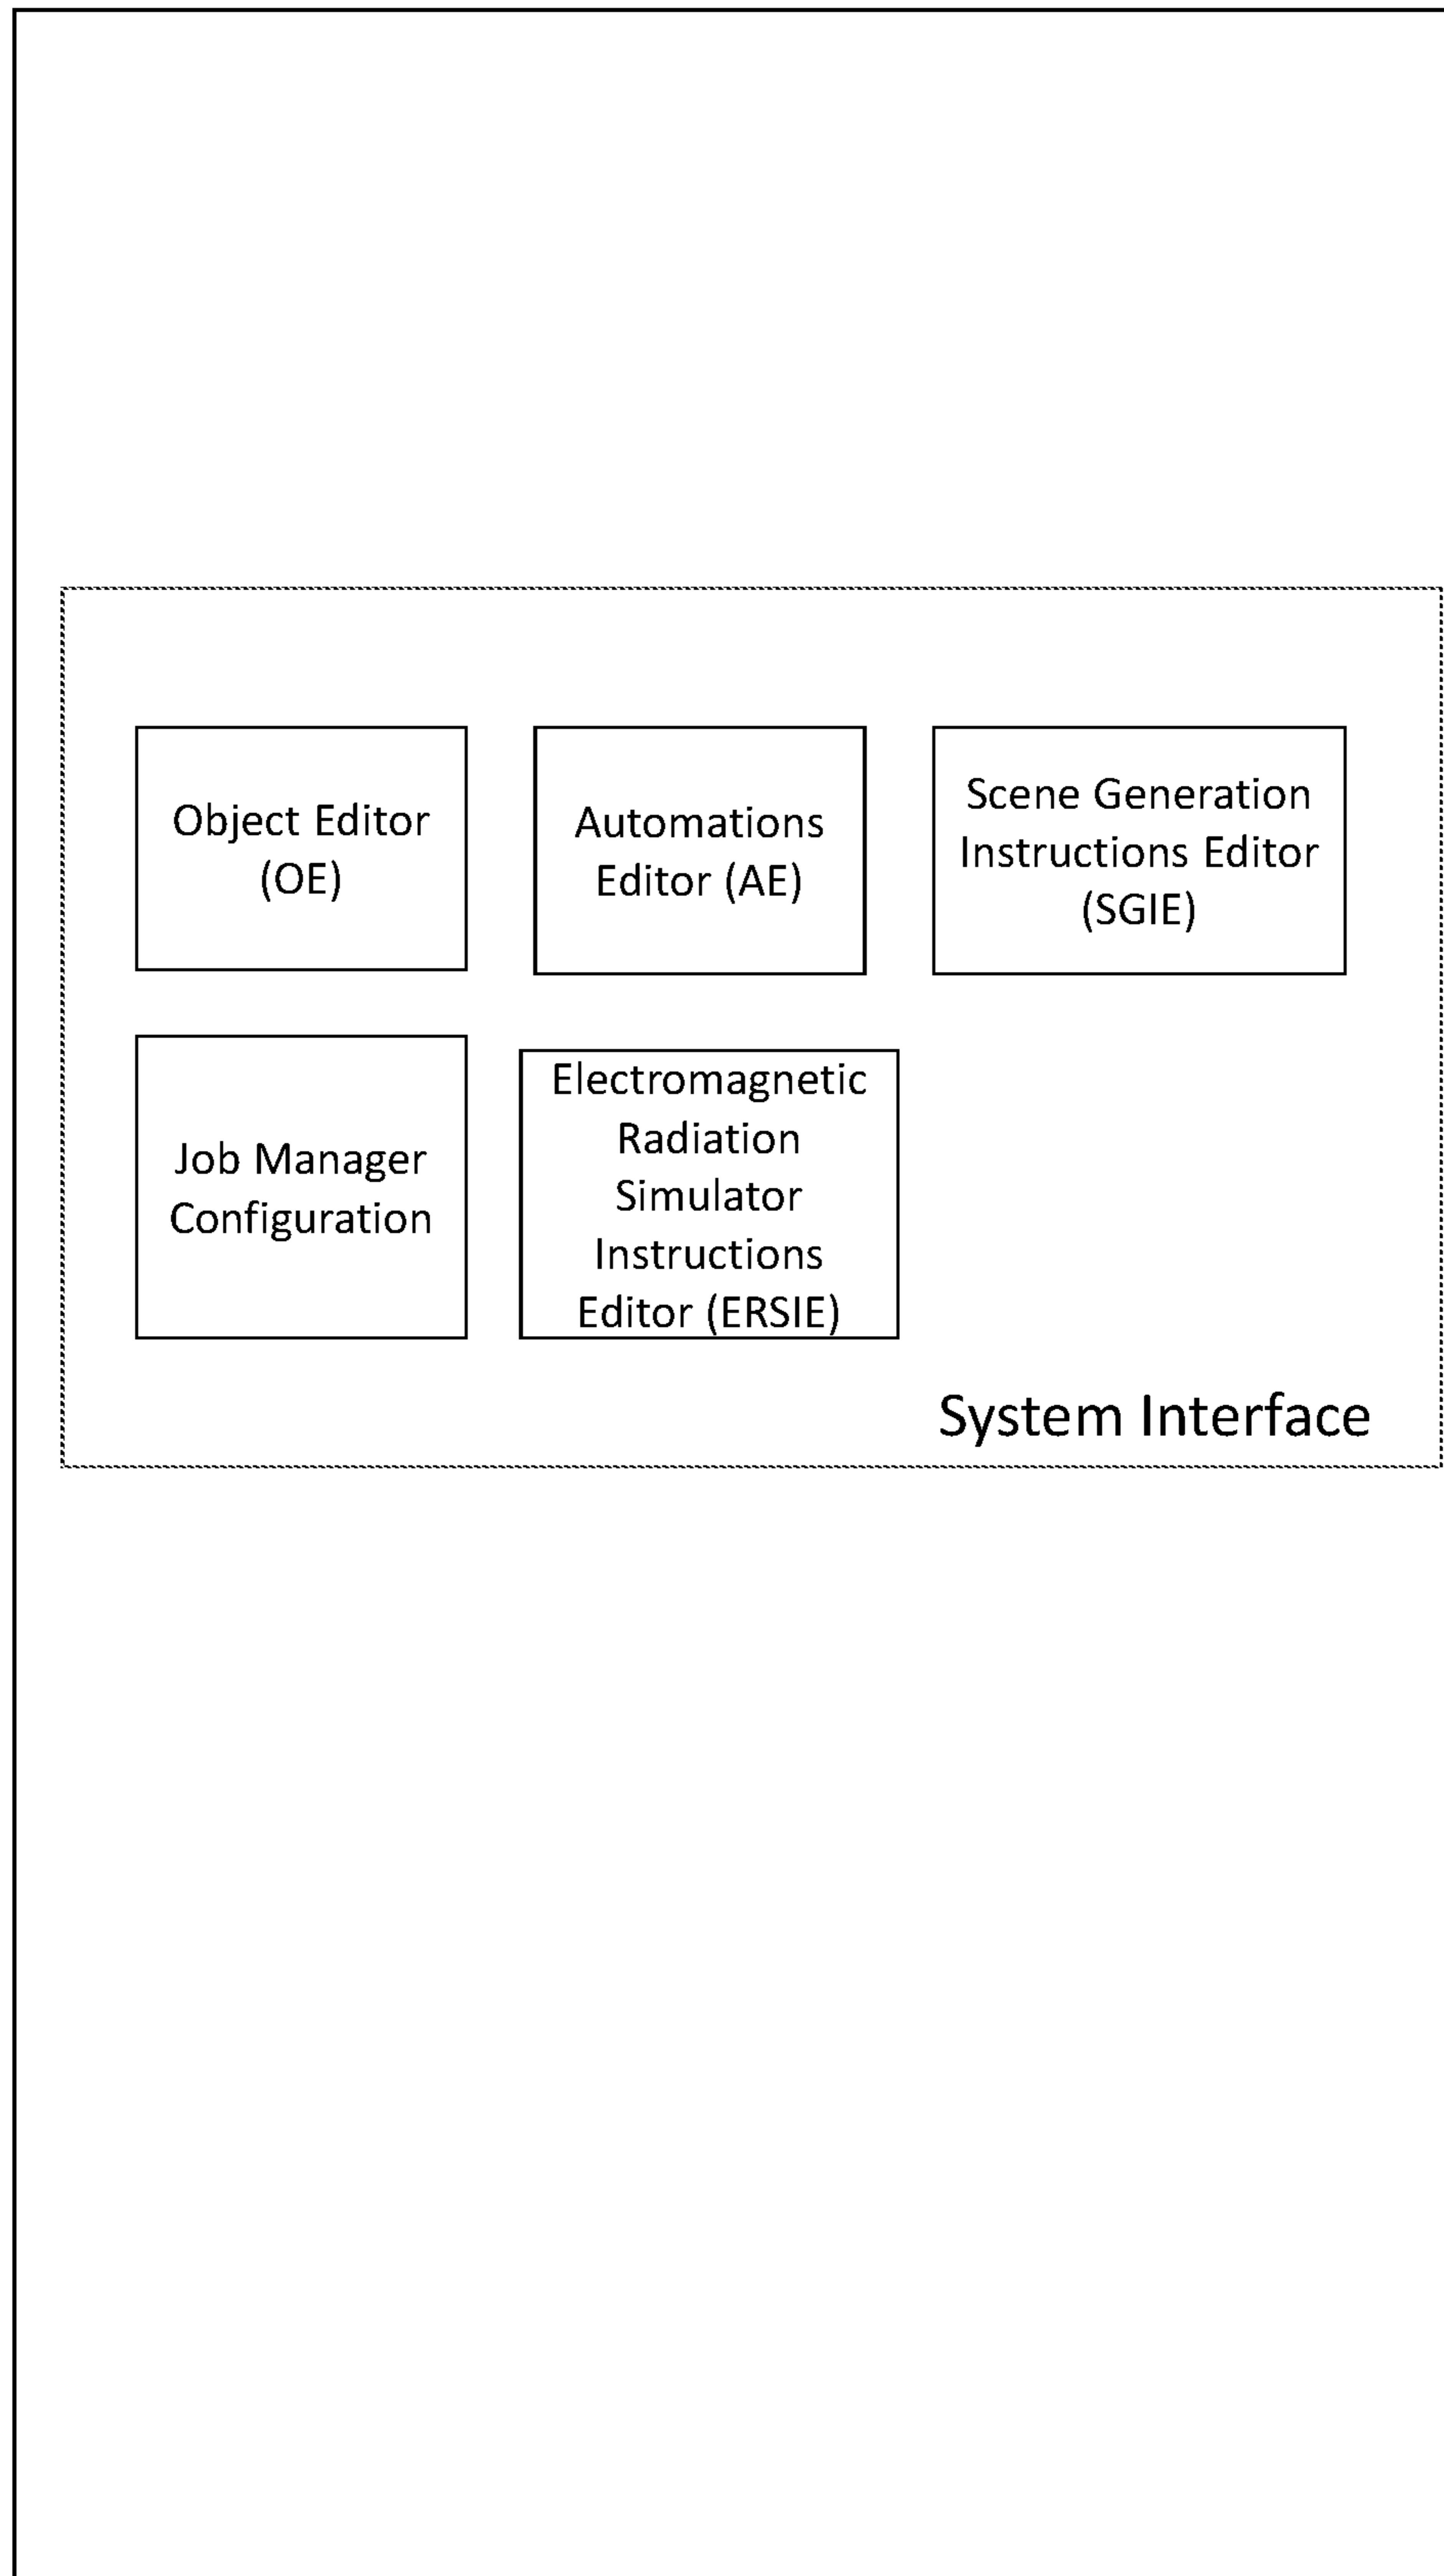 Object Editor
(OE)
Automations
Editor (AE)
Scene Generation
Instructions Editor
(SGIE)
Job Manager
Configuration
Electromagnetic
Radiation
Simulator
Instructions
Editor (ERSIE)
System Interface